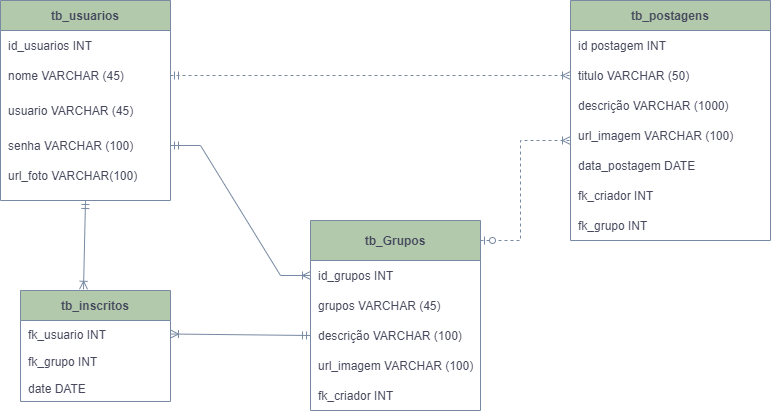 tb_usuarios
id_usuarios INT
nome VARCHAR (45)
usuario VARCHAR (45)
senha VARCHAR (100)
url_foto VARCHAR(100)
tb_postagens
id postagem INT
titulo VARCHAR (50)
descrição VARCHAR (1000)
url_imagem VARCHAR (100)
data_postagem DATE
fk_criador INT
fk_grupo INT
tb_Grupos
id_grupos INT
grupos VARCHAR (45)
descrição VARCHAR (100)
url_imagem VARCHAR (100)
fk_criador INT
tb_inscritos
fk_usuario INT
fk_grupo INT
date DATE